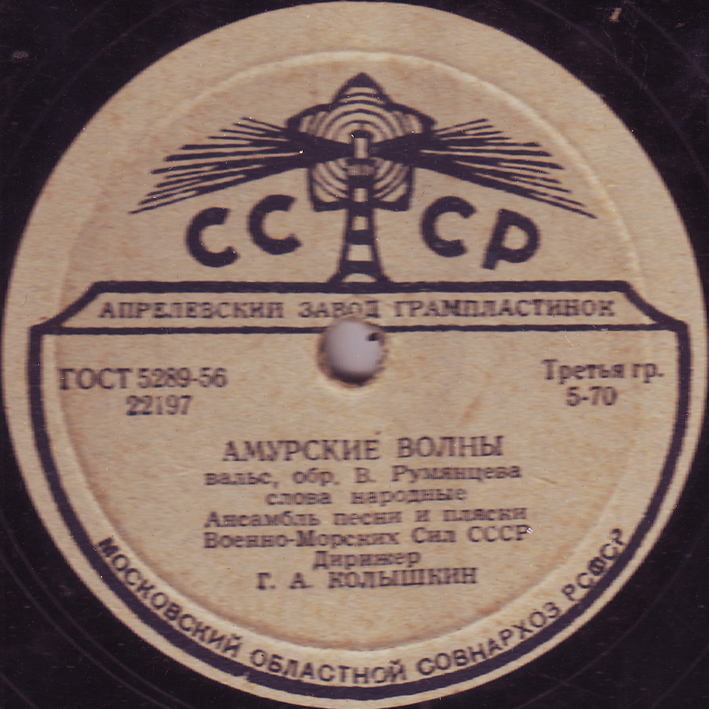 СССР
АПРЕЛЕВСКИЙ ЗАВОД ГРАМПЛАСТИНОК
ГОСТ 5289-56
22197
Третья гр.
5-70
АМУРСКИЕ ВОЛНЫ
вальс, обр. В. Румянцева
слова народные
Ансамбль песни и пляски
Военно-Морских Сил СССР
Дирижер
Г. А. КОЛЫШКИН
МОСКОВСКИЙ ОБЛАСТНОЙ СОВНАРХОЗ РСФСР